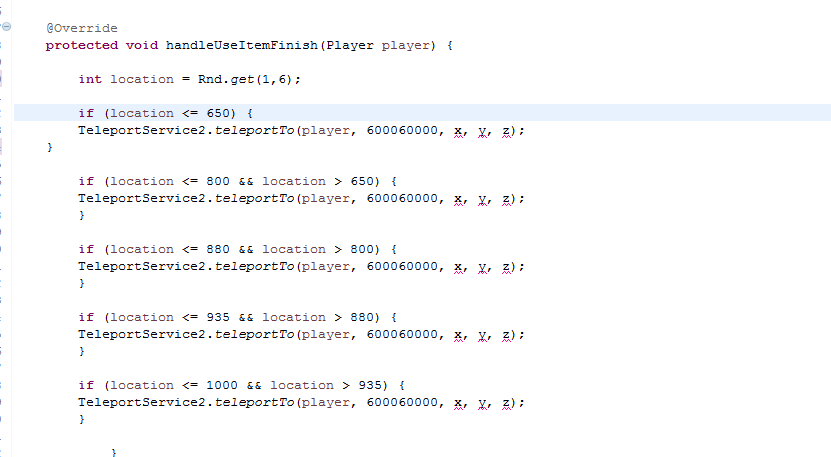 @Override
protected void handleUseItemFinish(Player player) {
int location = Rnd.get(1,6);
if (location <= 650) {
TeleportService2.teleportTo(player, 600060000, x, y, z);
}
if (location <= 800 && location > 650) {
TeleportService2.teleportTo(player, 600060000, x, y, z);
}
if (location <= 880 && location > 800) {
TeleportService2.teleportTo(player, 600060000, x, y, z);
}
if (location <= 935 && location > 880) {
TeleportService2.teleportTo(player, 600060000, x, y, z);
}
if (location <= 1000 && location > 935) {
TeleportService2.teleportTo(player, 600060000, x, y, z);
}
}